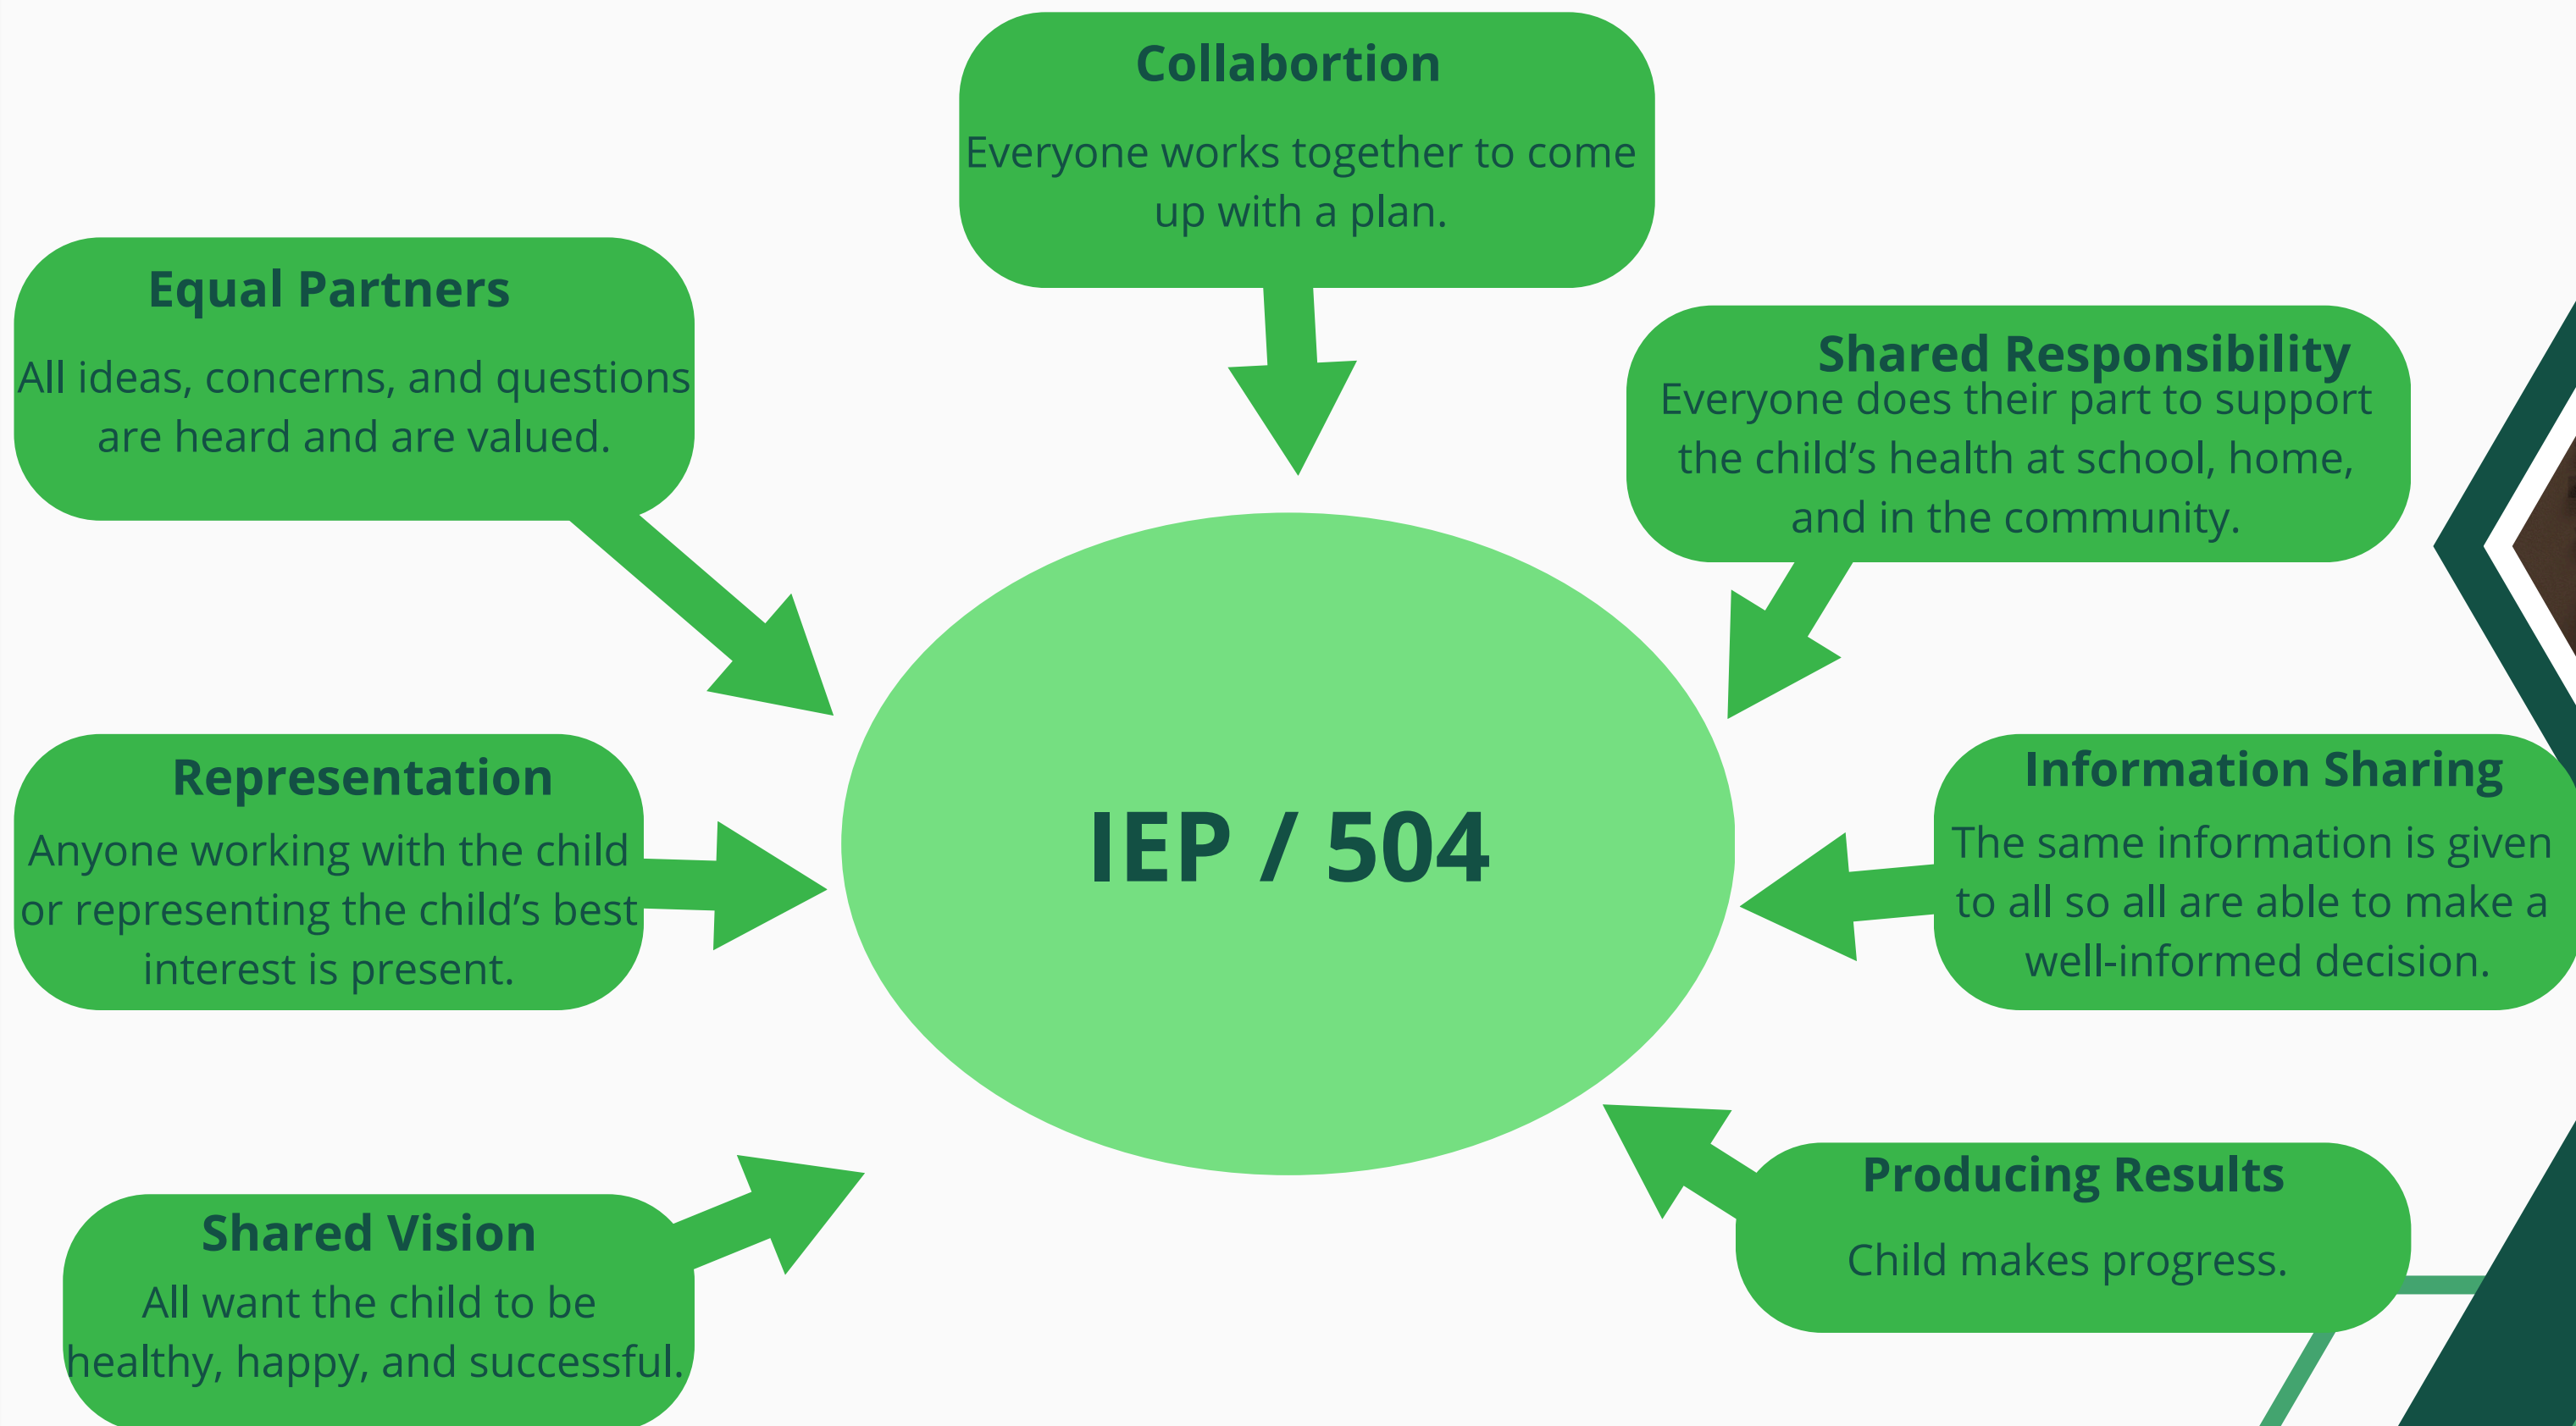 Collabortion
Everyone works together to come
up with a plan.
Equal Partners
All ideas, concerns, and questions
are heard and are valued.
Shared Responsibility
Everyone does their part to support
the child’s health at school, home,
and in the community.
IEP / 504
Representation
Anyone working with the child
or representing the child’s best
interest is present.
Information Sharing
The same information is given
to all so all are able to make a
well-informed decision.
Shared Vision
All want the child to be
healthy, happy, and successful.
Producing Results
Child makes progress.